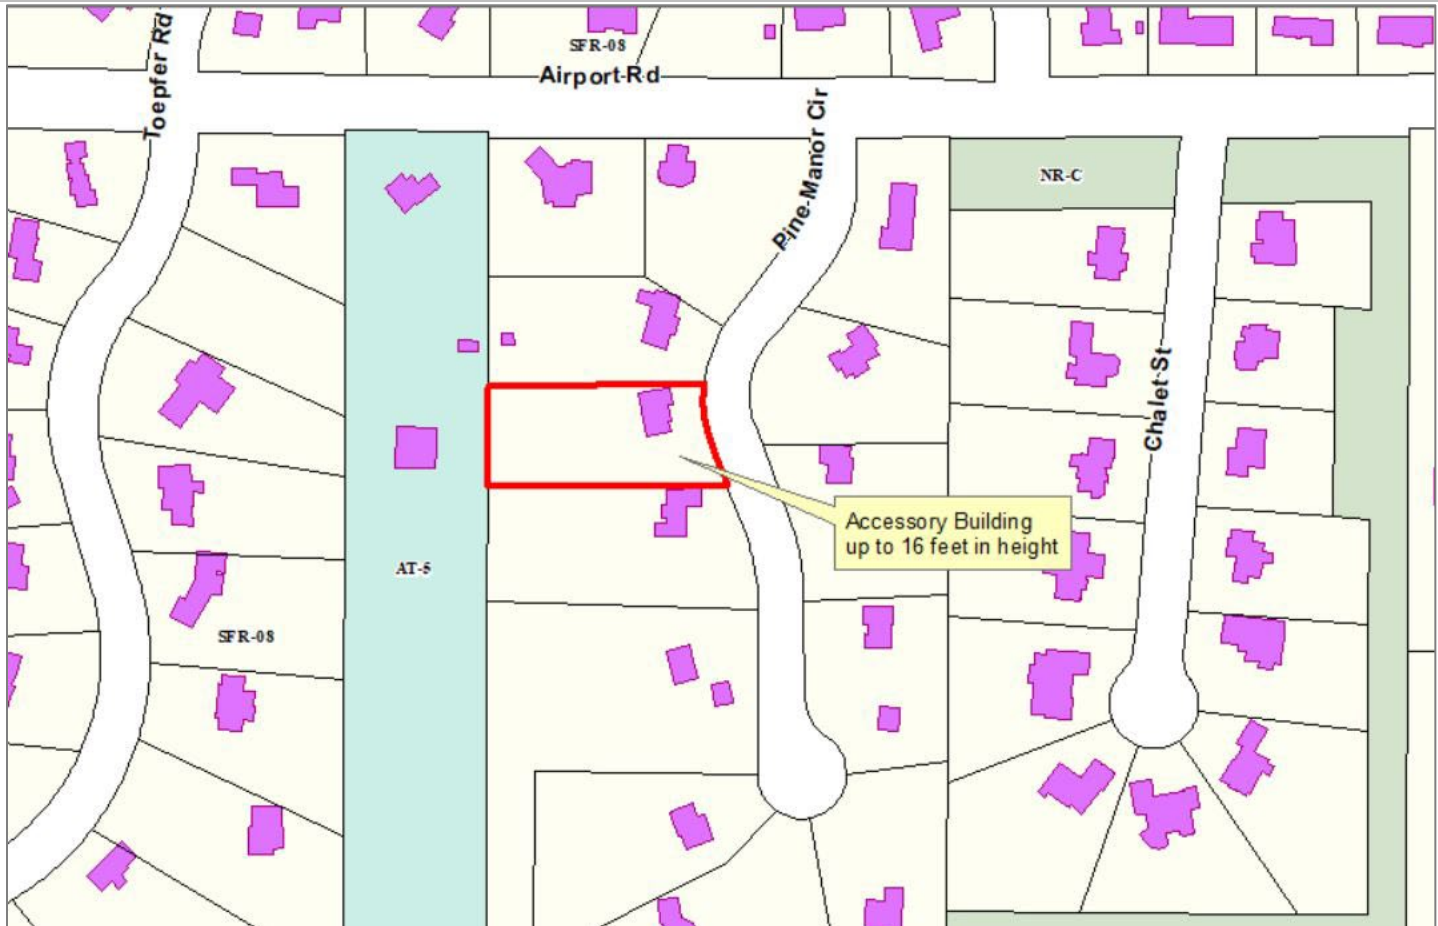 Toepfer Rd
SFR-08
Airport Rd
Pine Manor Cir
NR-C
Chalet St
Accessory Building
up to 16 feet in height
AT-5
SFR-08